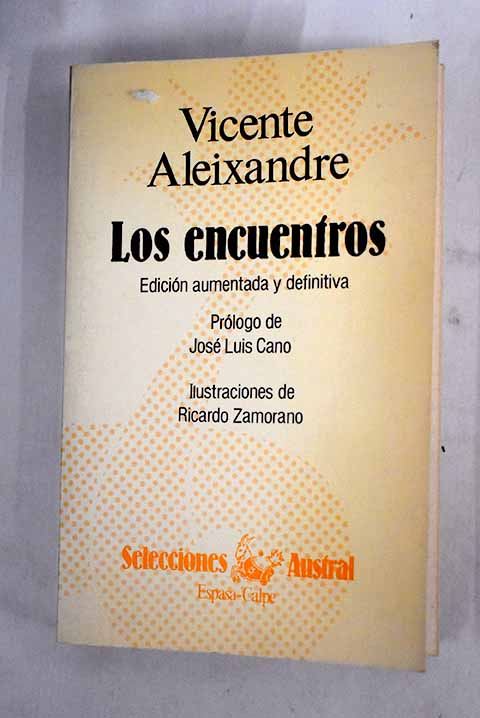 Vicente
Aleixandre
Los encuentros
Edición aumentada y definitiva
Prólogo de
José Luis Cano
Ilustraciones de
Ricardo Zamorano
Selecciones Austral
Espasa-Calpe